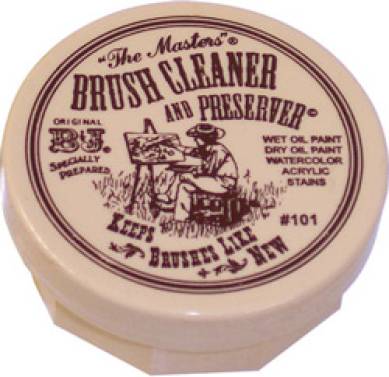 "The Masters"®
BRUSH CLEANER
AND PRESERVER©
ORIGINAL
B&J
SPECIALLY
PREPARED
WET OIL PAINT
DRY OIL PAINT
WATERCOLOR
ACRYLIC
STAINS
#101
KEEPS
BRUSHES LIKE
NEW